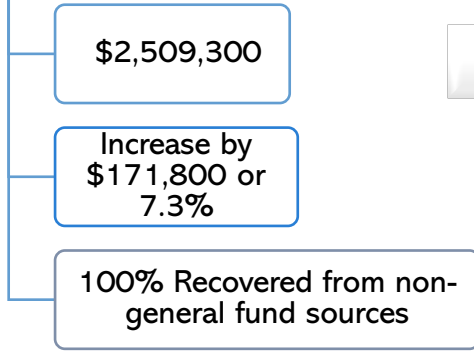 $2,509,300
Increase by
$171,800 or
7.3%
100% Recovered from non-
general fund sources